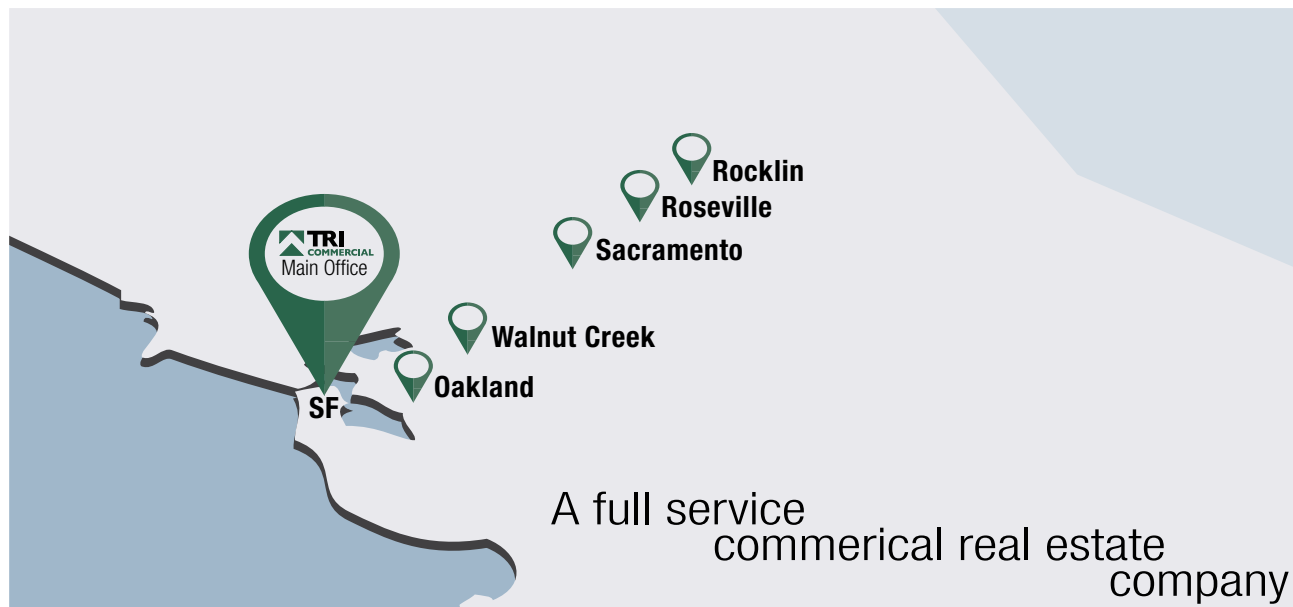 Rocklin
Roseville
Sacramento
TRI
COMMERCIAL
Main Office
Walnut Creek
Oakland
SF
A full service
commerical real estate
company